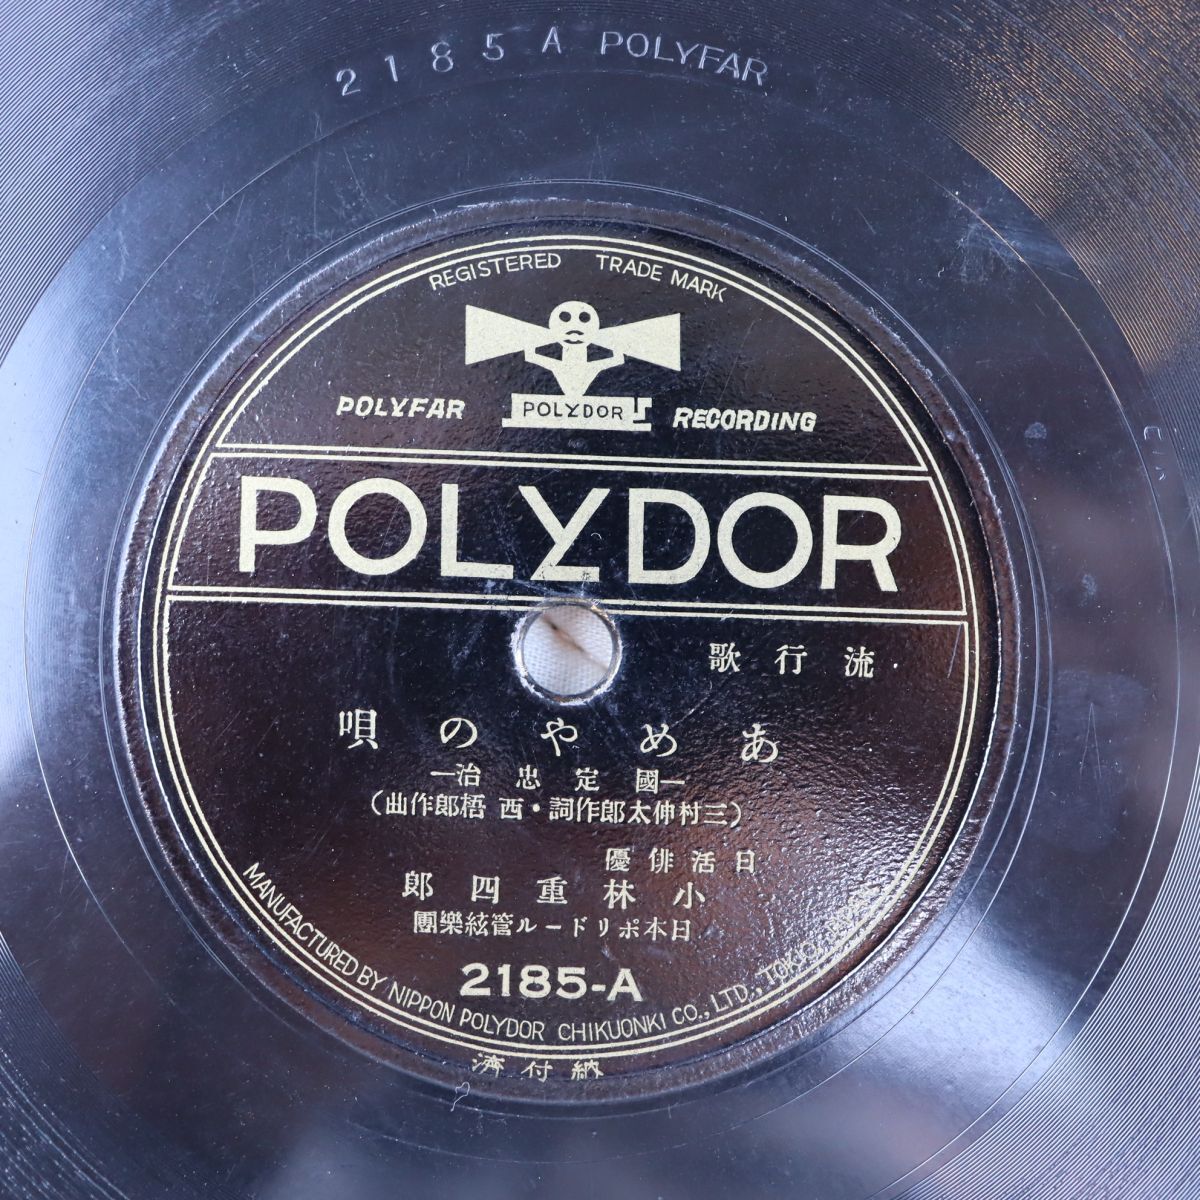 2185 A POLYFAR
REGISTERED TRADE MARK
POLYDOR
POLYFAR RECORDING
POLYDOR
流行歌
あめやの唄
―國定忠治―
(三村伸太郎作詞・西 梧郎作曲)
日活俳優
小林重四郎
日本ポリドール管絃樂團
2185-A
MANUFACTURED BY NIPPON POLYDOR CHIKUONKI CO., LTD., TOKIO,
納付濟